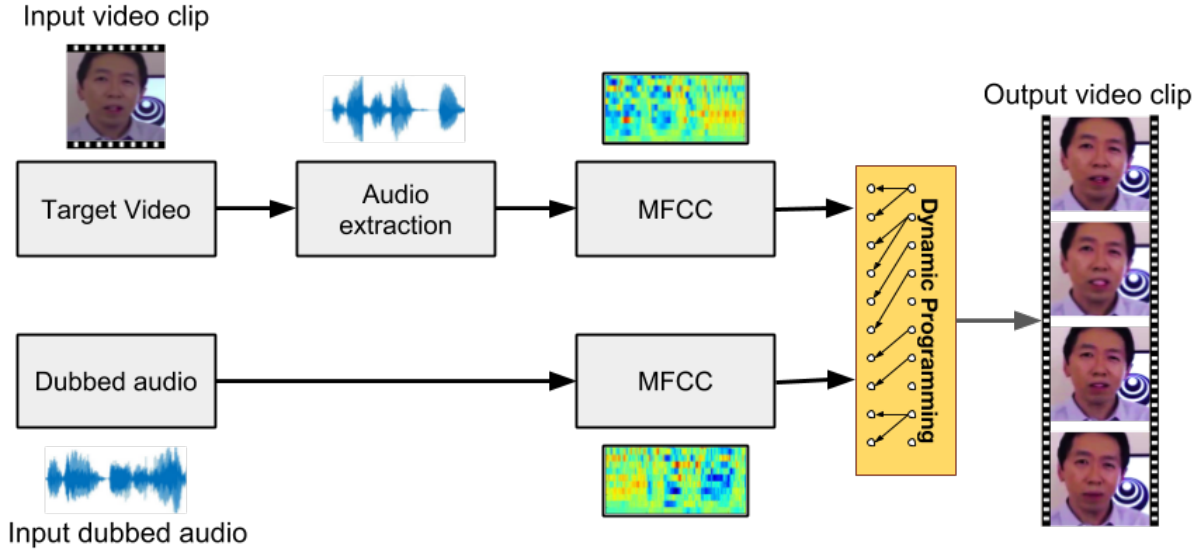 Input video clip
Output video clip
Target Video
Audio
extraction
MFCC
Dynamic Programming
Dubbed audio
MFCC
Input dubbed audio